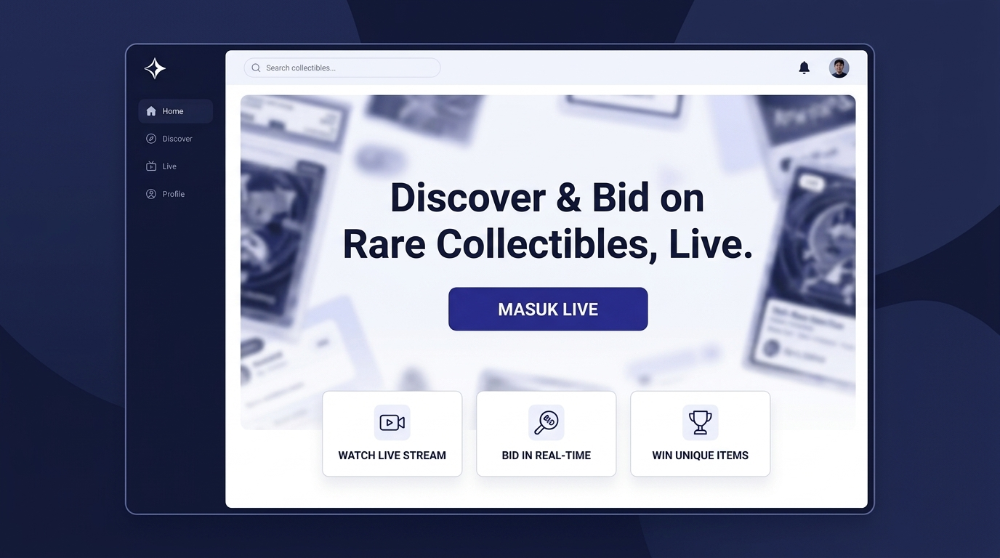 Search collectibles...
Home
Discover
Live
Profile
Discover & Bid on
Rare Collectibles, Live.
MASUK LIVE
BID
WATCH LIVE STREAM
BID IN REAL-TIME
WIN UNIQUE ITEMS